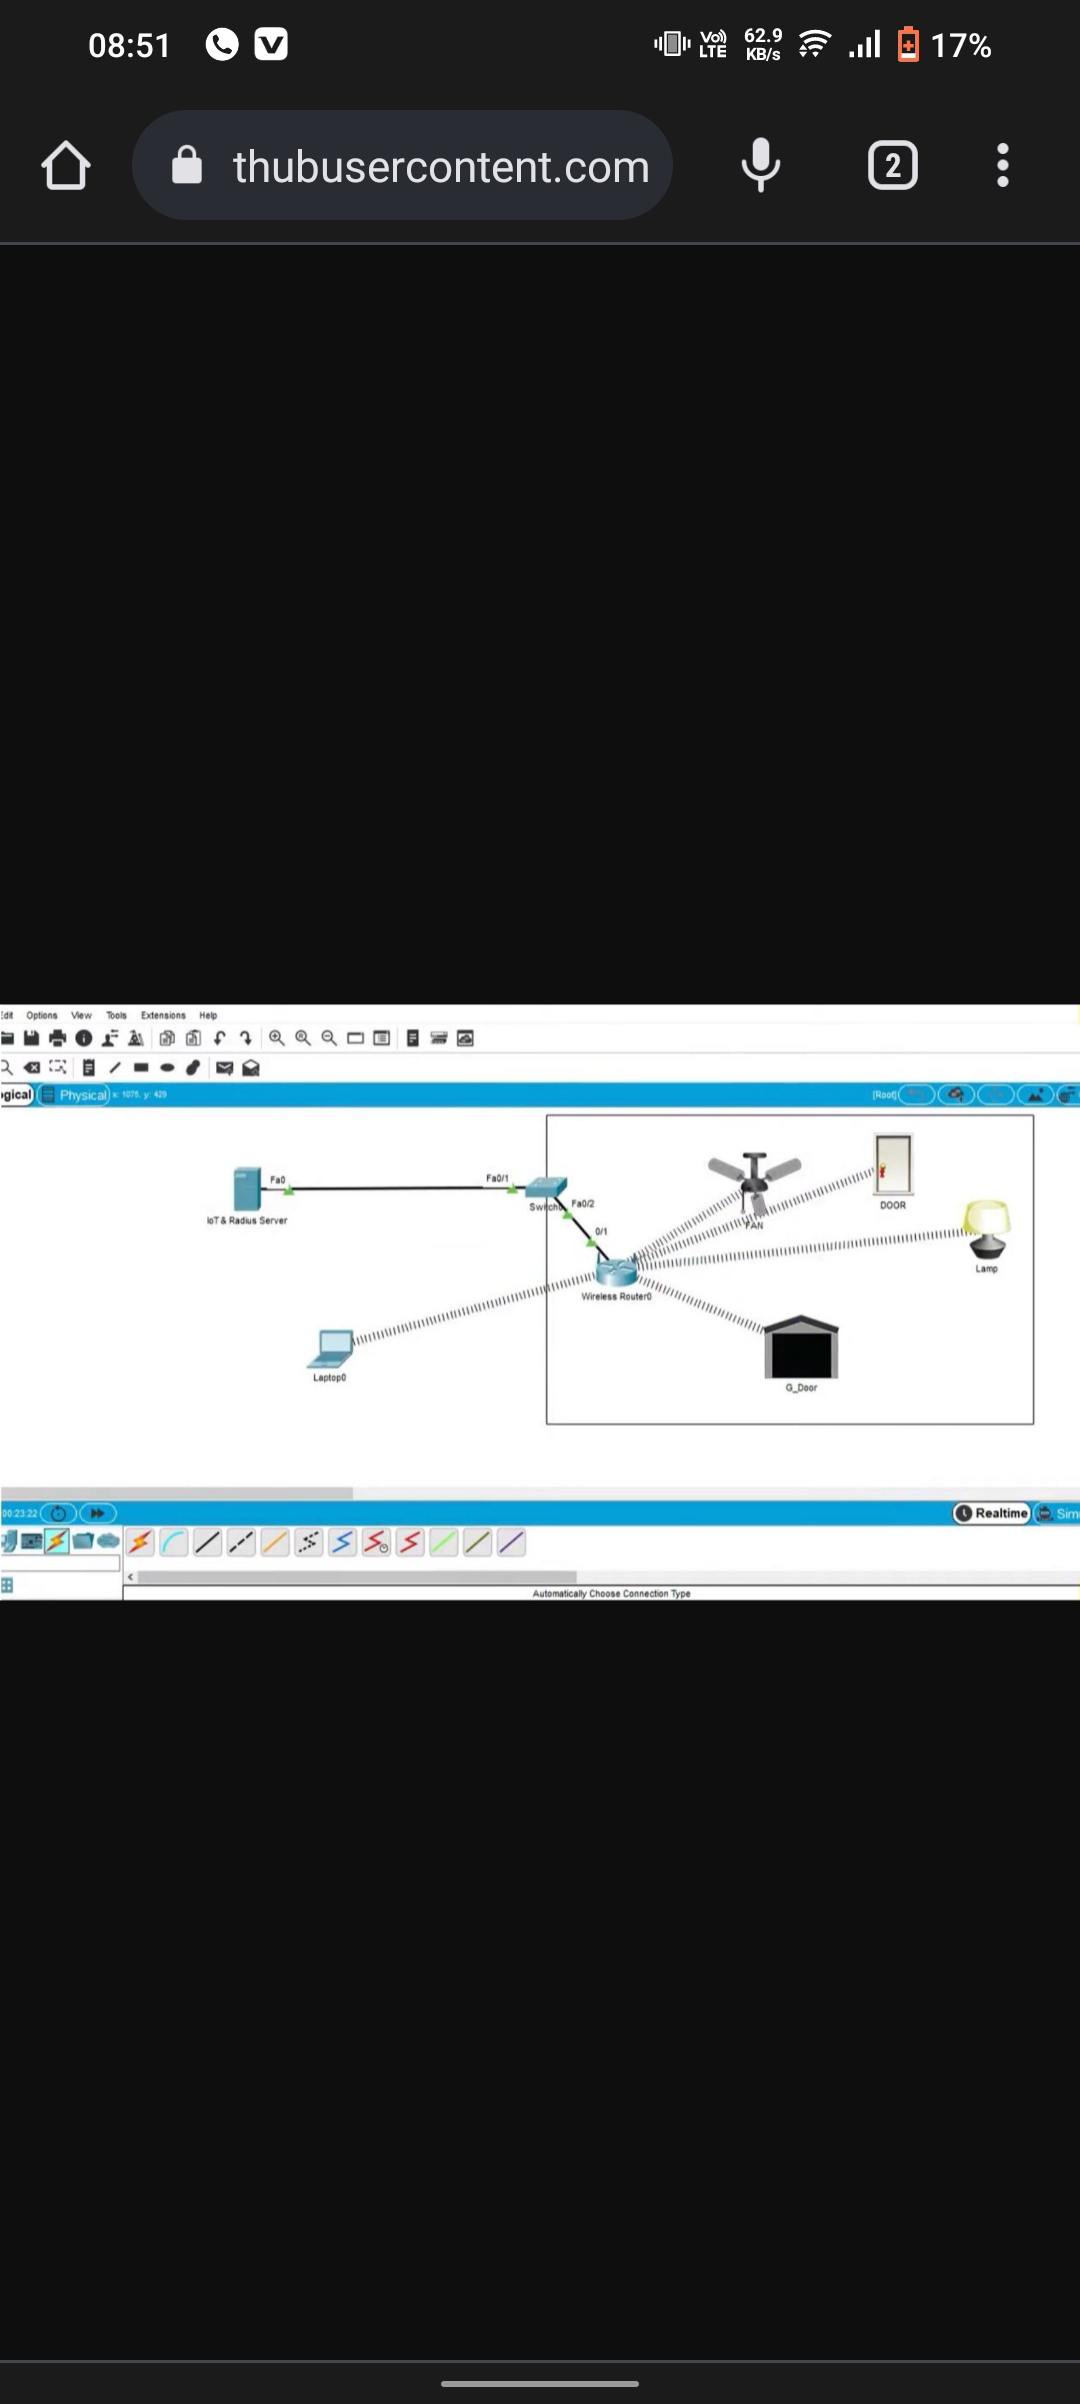 08:51
Vo) LTE
62.9 KB/s
17%
thubusercontent.com
2
Edit Options View Tools Extensions Help
ogical Physical x: 1075, y: 429
[Root]
DOOR
Fa0
Fa0/1
IoT & Radius Server
Fa0/2
FAN
0/1
Lamp
Wireless Router0
Laptop0
G_Door
00:23:22
Realtime Sim
Automatically Choose Connection Type